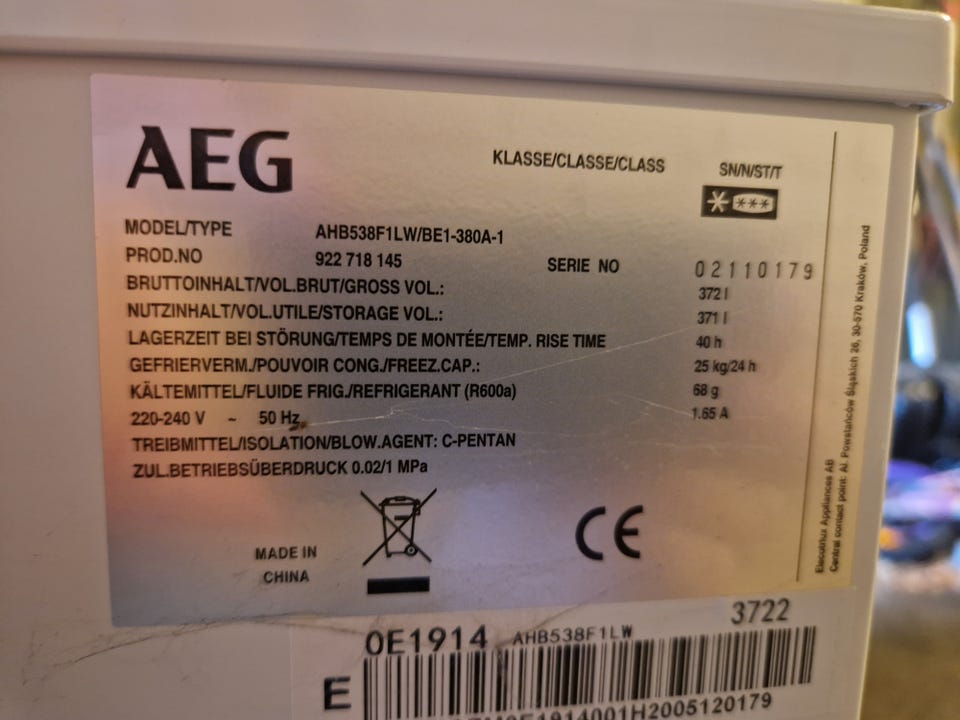 AEG
KLASSE/CLASSE/CLASS SN/N/ST/T
MODEL/TYPE AHB538F1LW/BE1-380A-1
PROD.NO 922 718 145 SERIE NO 02110179
BRUTTOINHALT/VOL.BRUT/GROSS VOL.: 372 l
NUTZINHALT/VOL.UTILE/STORAGE VOL.: 371 l
LAGERZEIT BEI STÖRUNG/TEMPS DE MONTÉE/TEMP. RISE TIME 40 h
GEFRIERVERM./POUVOIR CONG./FREEZ.CAP.: 25 kg/24 h
KÄLTEMITTEL/FLUIDE FRIG./REFRIGERANT (R600a) 68 g
220-240 V ~ 50 Hz 1.65 A
TREIBMITTEL/ISOLATION/BLOW.AGENT: C-PENTAN
ZUL.BETRIEBSÜBERDRUCK 0.02/1 MPa
MADE IN
CHINA
CE
Electrolux Appliances AB
Central contact point: Al. Powstańców Śląskich 26, 30-570 Kraków, Poland
0E1914 AHB538F1LW 3722
E
0E1914001H2005120179